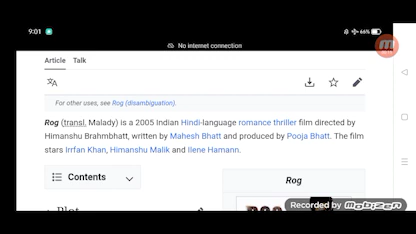 9:01
66%
No internet connection
Article Talk
For other uses, see Rog (disambiguation).
Rog (transl. Malady) is a 2005 Indian Hindi-language romance thriller film directed by
Himanshu Brahmbhatt, written by Mahesh Bhatt and produced by Pooja Bhatt. The film
stars Irrfan Khan, Himanshu Malik and Ilene Hamann.
Contents
Rog
Plot
Recorded by Mobizen